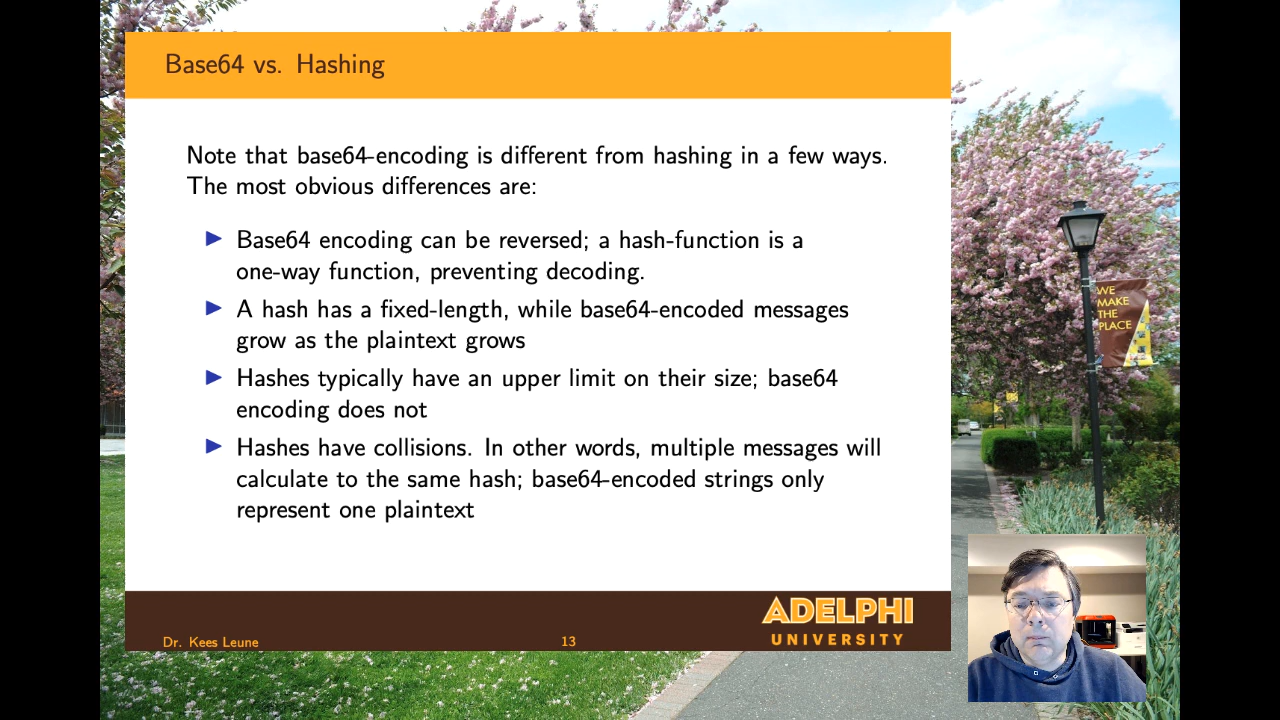 Base64 vs. Hashing
Note that base64-encoding is different from hashing in a few ways.
The most obvious differences are:
Base64 encoding can be reversed; a hash-function is a
one-way function, preventing decoding.
A hash has a fixed-length, while base64-encoded messages
grow as the plaintext grows
Hashes typically have an upper limit on their size; base64
encoding does not
Hashes have collisions. In other words, multiple messages will
calculate to the same hash; base64-encoded strings only
represent one plaintext
Dr. Kees Leune
13
ADELPHI
UNIVERSITY
WE
MAKE
THE
PLACE